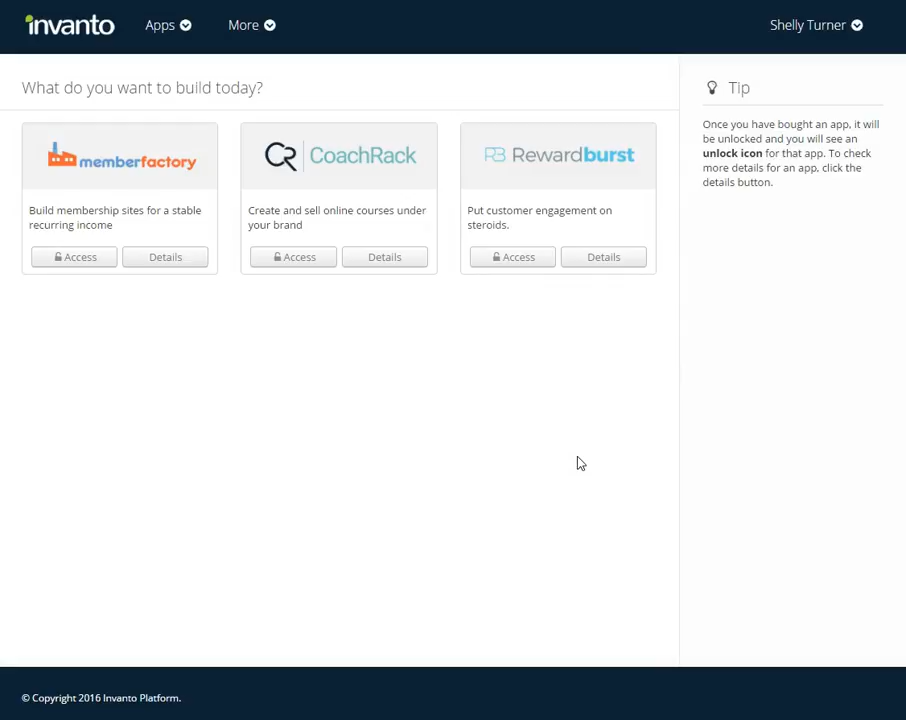 invanto
Apps
More
Shelly Turner
What do you want to build today?
memberfactory
Build membership sites for a stable
recurring income
Access
Details
CR CoachRack
Create and sell online courses under
your brand
Access
Details
RB Rewardburst
Put customer engagement on
steroids.
Access
Details
Tip
Once you have bought an app, it will
be unlocked and you will see an
unlock icon for that app. To check
more details for an app, click the
details button.
© Copyright 2016 Invanto Platform.